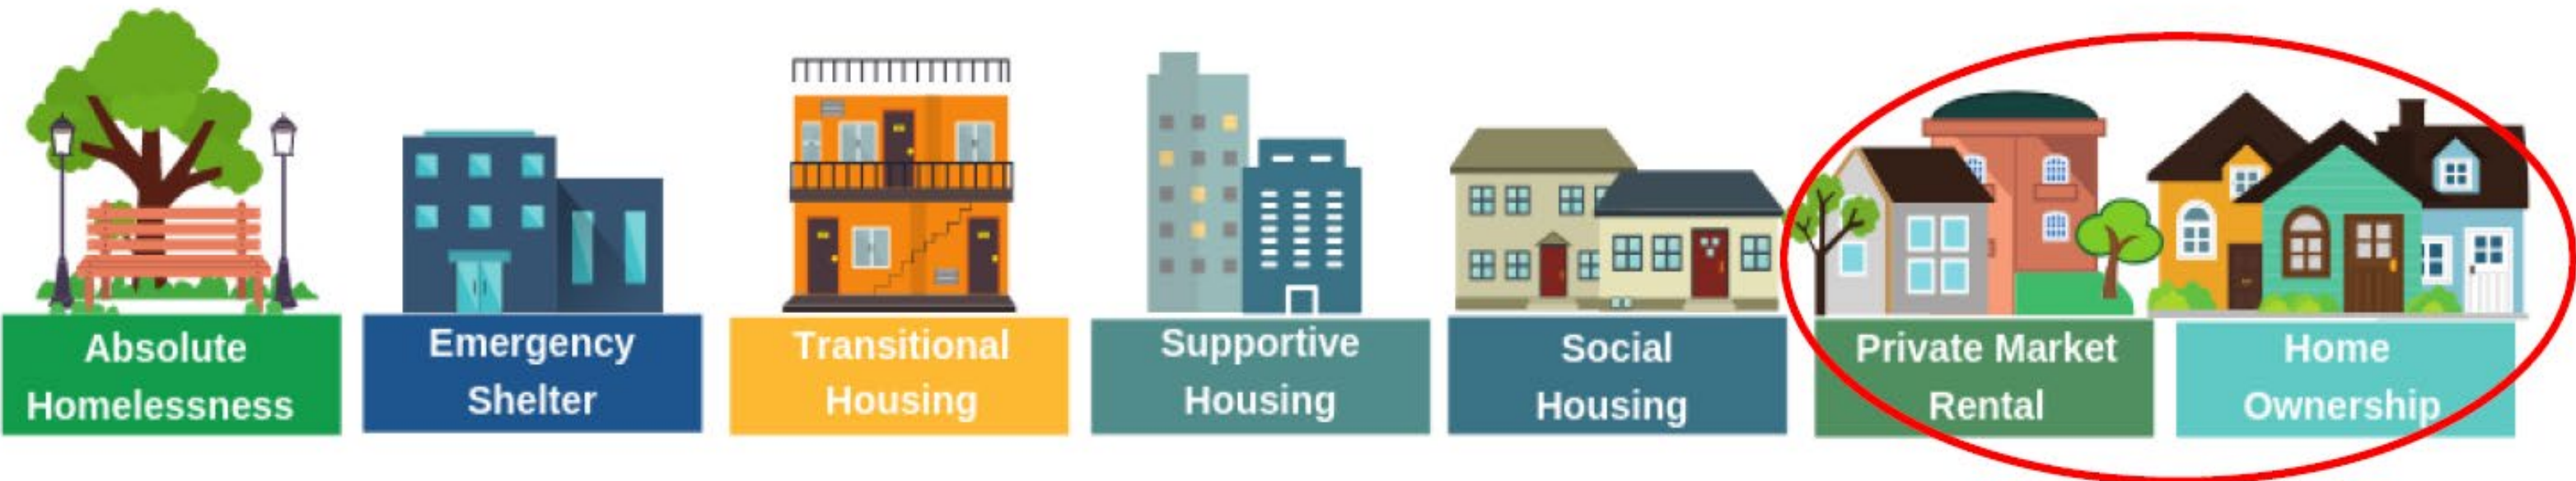 Absolute
Homelessness
Emergency
Shelter
Transitional
Housing
Supportive
Housing
Social
Housing
Private Market
Rental
Home
Ownership